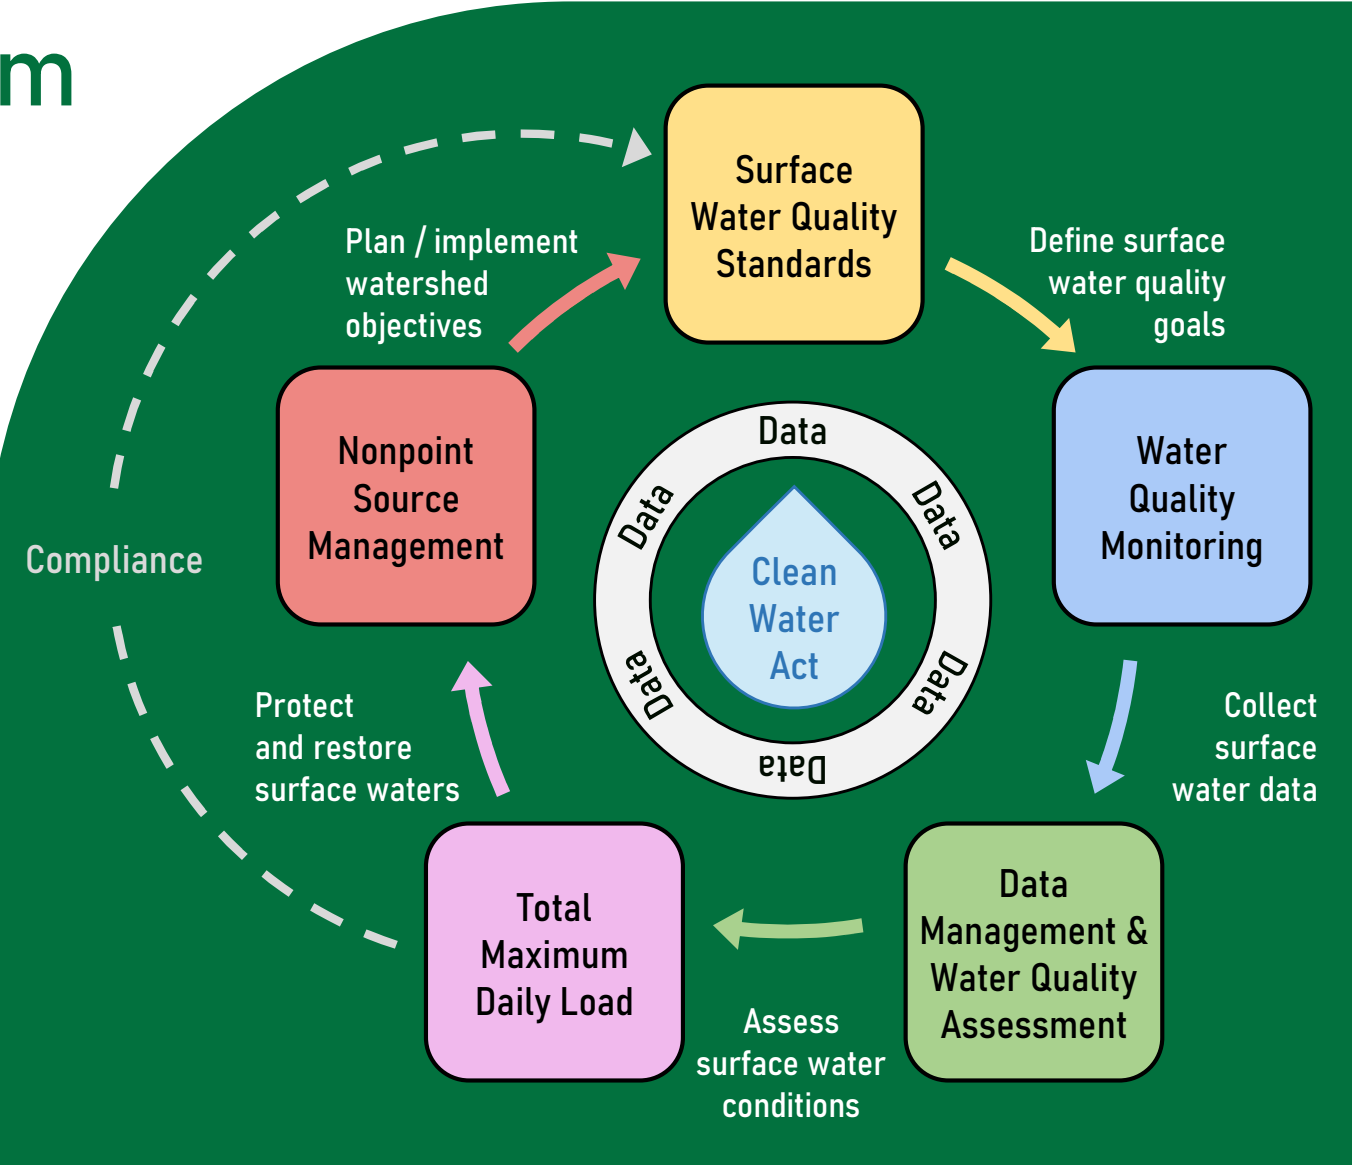 m
Surface
Water Quality
Standards
Plan / implement
watershed
objectives
Define surface
water quality
goals
Nonpoint
Source
Management
Water
Quality
Monitoring
Data
Data
Data
Data
Data
Data
Clean
Water
Act
Compliance
Protect
and restore
surface waters
Collect
surface
water data
Total
Maximum
Daily Load
Data
Management &
Water Quality
Assessment
Assess
surface water
conditions